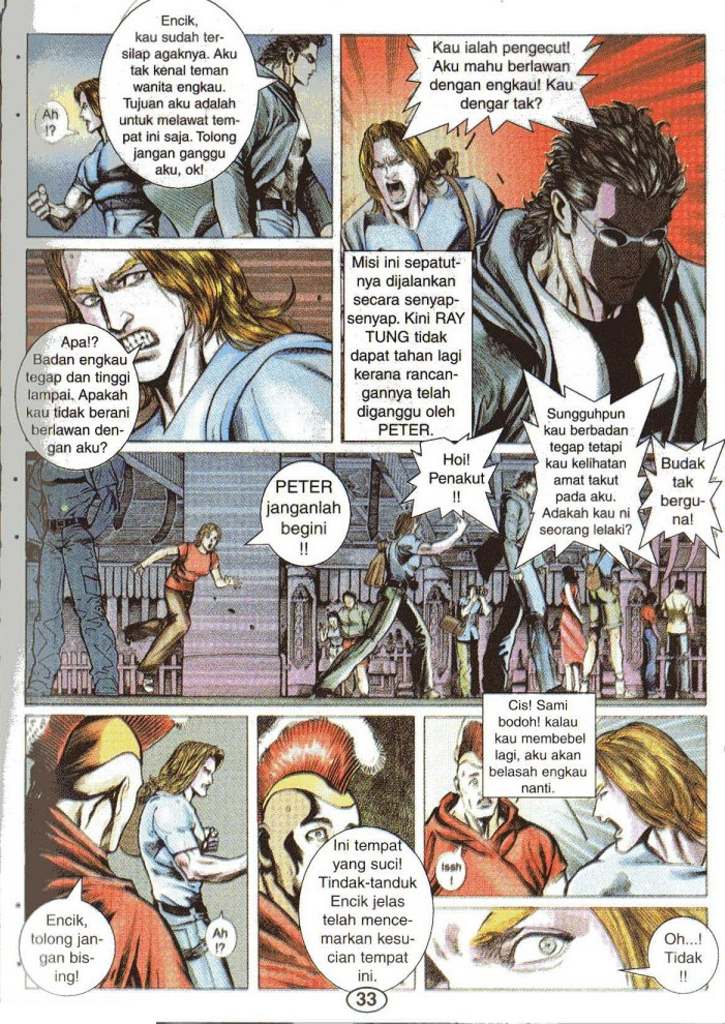 Encik,
kau sudah ter-
silap agaknya. Aku
tak kenal teman
wanita engkau.
Tujuan aku adalah
untuk melawat tem-
pat ini saja. Tolong
jangan ganggu
aku, ok!
Ah
!?
Kau ialah pengecut!
Aku mahu berlawan
dengan engkau! Kau
dengar tak?
Apa!?
Badan engkau
tegap dan tinggi
lampai, Apakah
kau tidak berani
berlawan den-
gan aku?
Misi ini sepatut-
nya dijalankan
secara senyap-
senyap. Kini RAY
TUNG tidak
dapat tahan lagi
kerana rancan-
gannya telah
diganggu oleh
PETER.
PETER
janganlah
begini
!!
Hoi!
Penakut
!!
Sungguhpun
kau berbadan
tegap tetapi
kau kelihatan
amat takut
pada aku.
Adakah kau ni
seorang lelaki?
Budak
tak
bergu-
na!
Encik,
tolong jan-
gan bis-
ing!
Ah
!?
Ini tempat
yang suci!
Tindak-tanduk
Encik jelas
telah mence-
markan kesu-
cian tempat
ini.
Cis! Sami
bodoh! kalau
kau membebel
lagi, aku akan
belasah engkau
nanti.
Issh
!
Oh...!
Tidak
!!
33